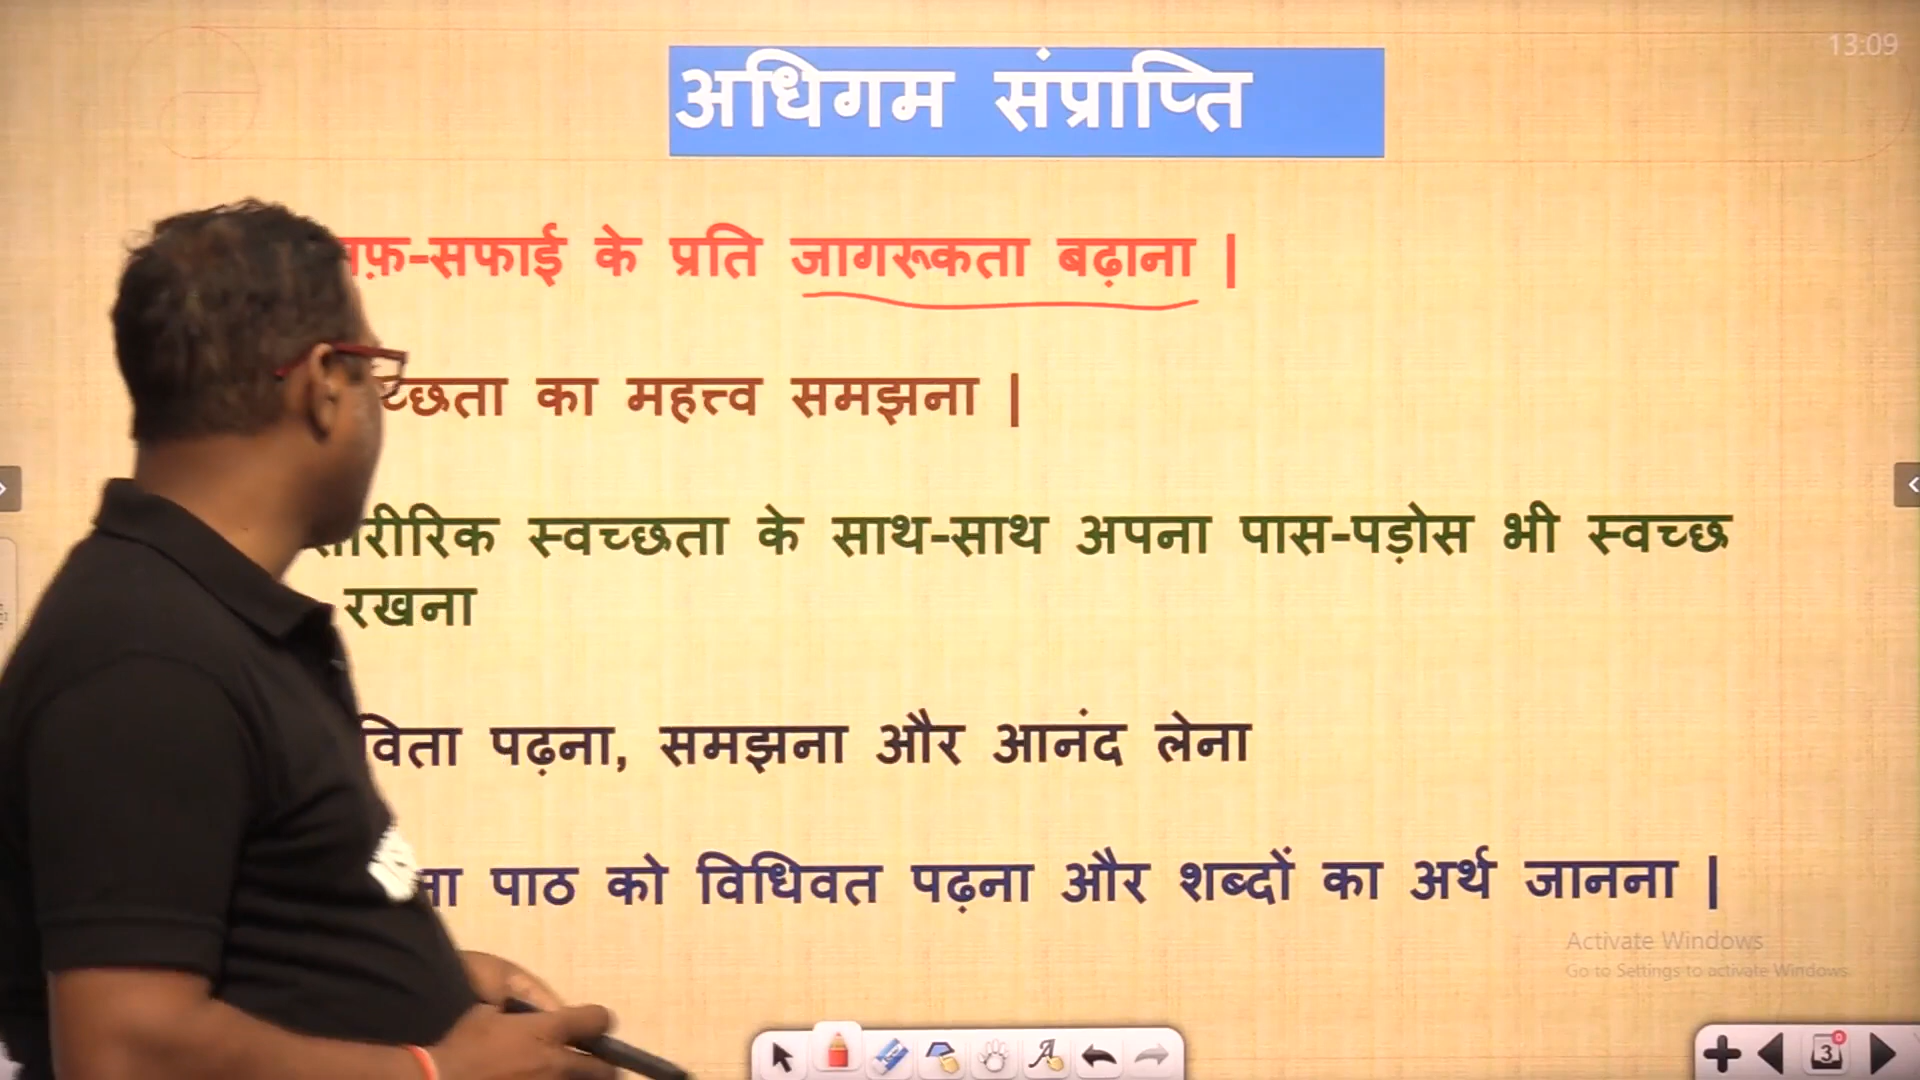 13:09
अधिगम संप्राप्ति
-सफाई के प्रति जागरूकता बढ़ाना |
का महत्त्व समझना |
स्वच्छता के साथ-साथ अपना पास-पड़ोस भी स्वच्छ
रखना
पढ़ना, समझना और आनंद लेना
पाठ को विधिवत पढ़ना और शब्दों का अर्थ जानना |
Activate Windows
Go to Settings to activate Windows.
3